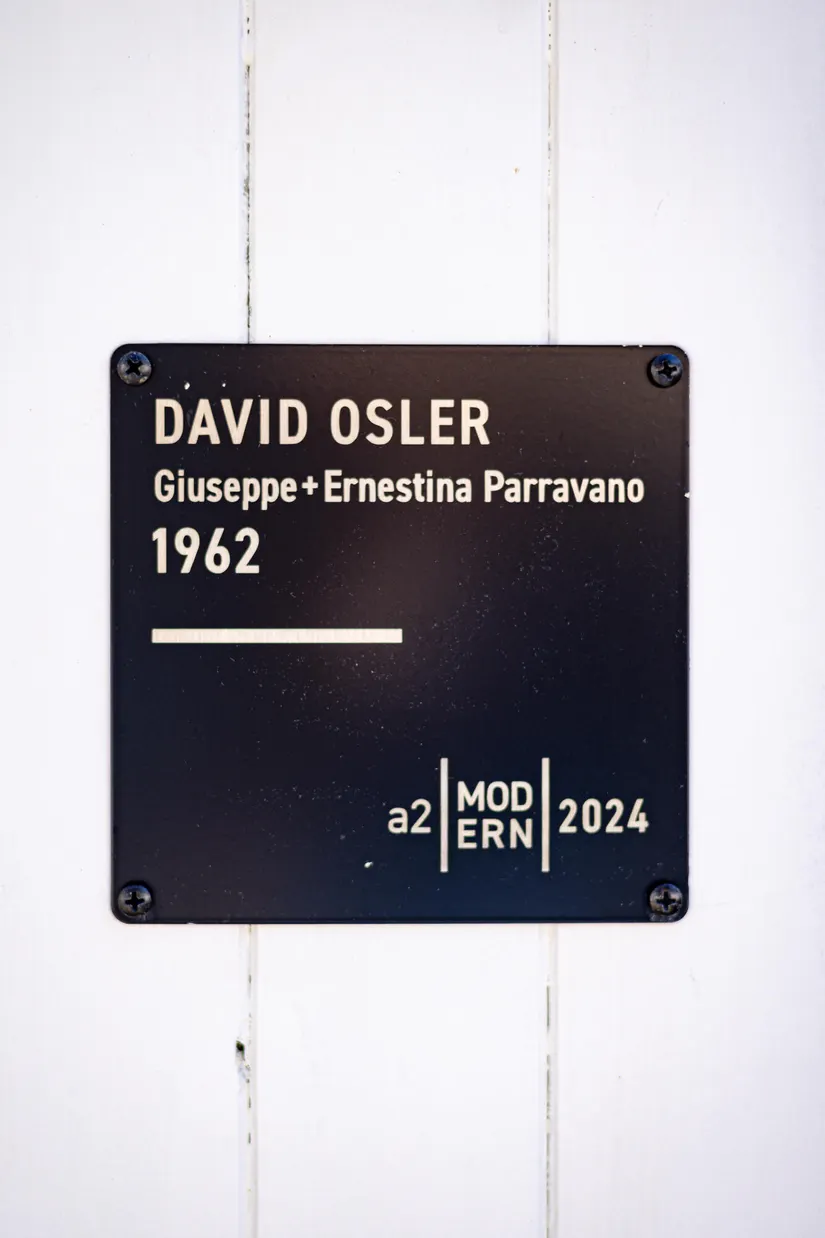 DAVID OSLER
Giuseppe+Ernestina Parravano
1962
a2 MOD ERN 2024